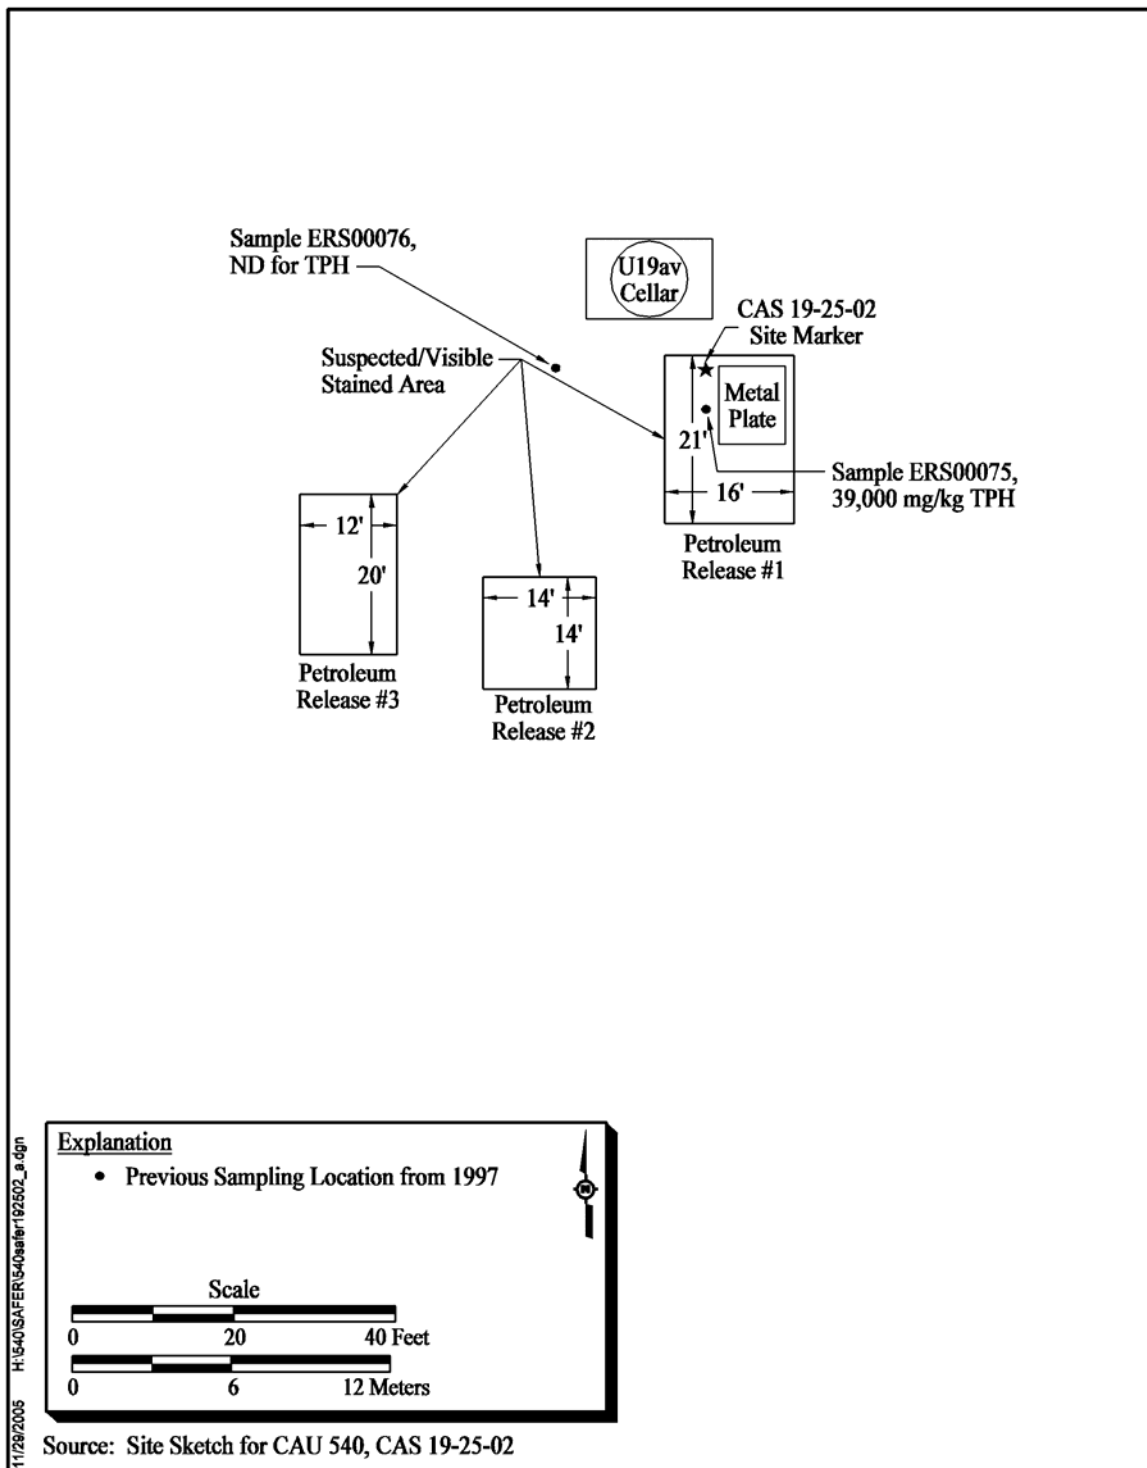 Sample ERS00076,
ND for TPH
U19av
Cellar
CAS 19-25-02
Site Marker
Suspected/Visible
Stained Area
Metal
Plate
21'
16'
Sample ERS00075,
39,000 mg/kg TPH
Petroleum
Release #1
12'
20'
Petroleum
Release #3
14'
14'
Petroleum
Release #2
Explanation
Previous Sampling Location from 1997
N
Scale
0 20 40 Feet
0 6 12 Meters
Source: Site Sketch for CAU 540, CAS 19-25-02
11/29/2005 H:\540\SAFER\540safer192502_a.dgn